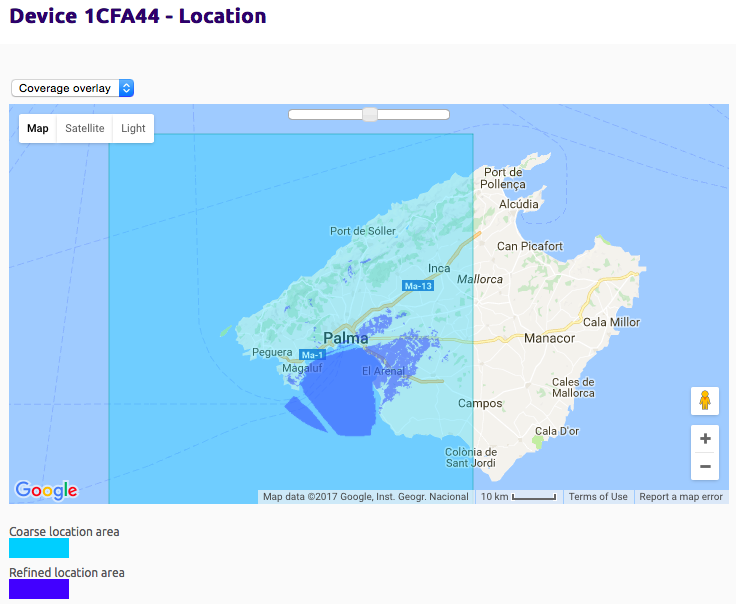 Device 1CFA44 - Location
Coverage overlay
Map Satellite Light
Port de
Pollença
Alcúdia
Port de Sóller
Can Picafort
Inca
Mallorca
Ma-13
Cala Millor
Palma
Manacor
Peguera
Ma-1
Magaluf
El Arenal
Cales de
Mallorca
Campos
Cala D'or
Colònia de
Sant Jordi
Google
Map data ©2017 Google, Inst. Geogr. Nacional 10 km Terms of Use Report a map error
Coarse location area
Refined location area